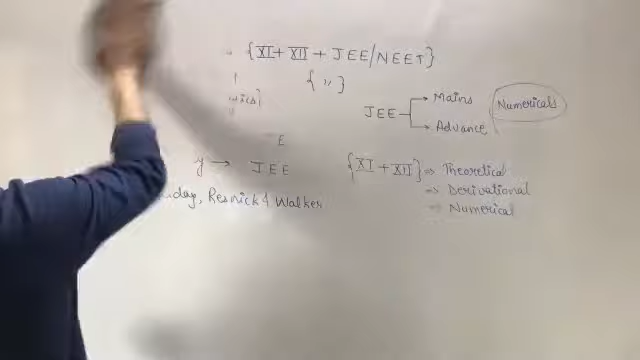 {XI + XII + JEE/NEET}
{ " }
JEE
Mains
Advance
Numericals
E
y → JEE
{XI + XII} ⇒ Theoretical
⇒ Derivational
⇒ Numerical
Resnick & Walker